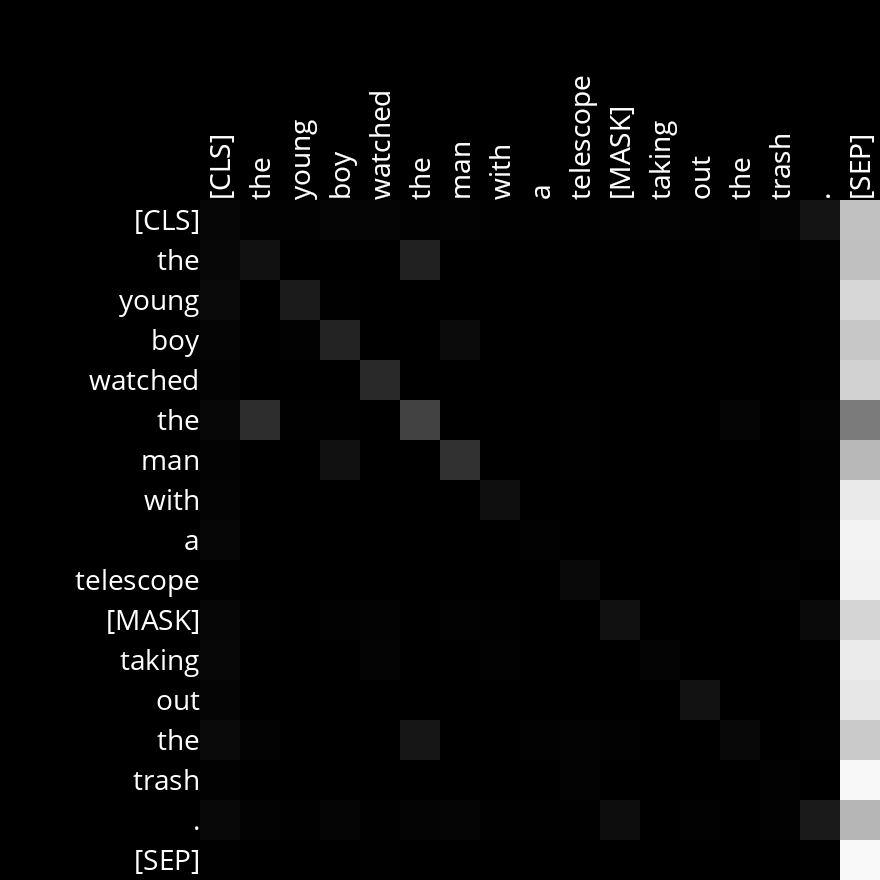 [CLS] the young boy watched the man with a telescope [MASK] taking out the trash . [SEP]
[CLS]
the
young
boy
watched
the
man
with
a
telescope
[MASK]
taking
out
the
trash
.
[SEP]